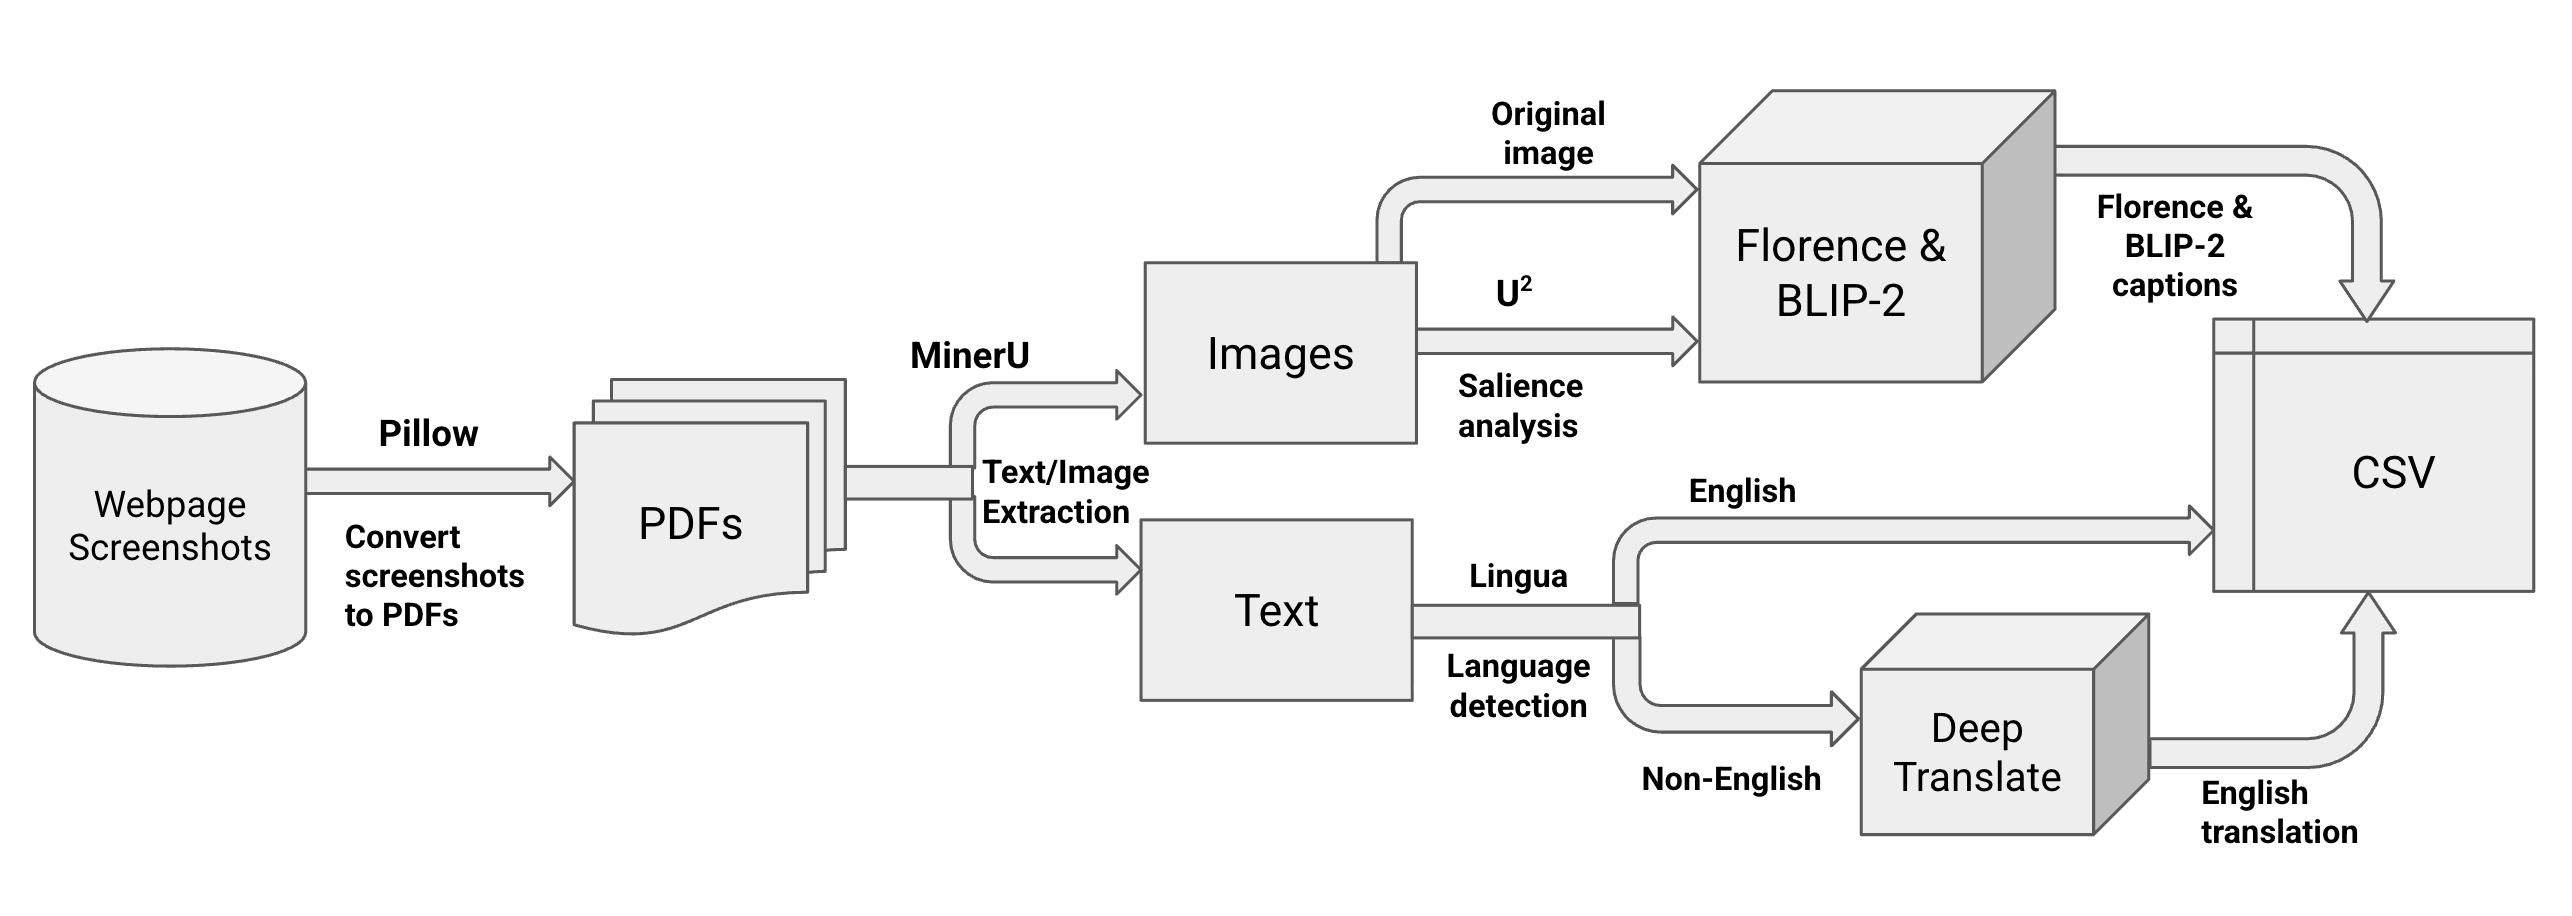 Webpage
Screenshots
Pillow
Convert
screenshots
to PDFs
PDFs
MinerU
Text/Image
Extraction
Images
Original
image
U²
Salience
analysis
Florence &
BLIP-2
Florence &
BLIP-2
captions
Text
Lingua
Language
detection
English
Non-English
Deep
Translate
English
translation
CSV